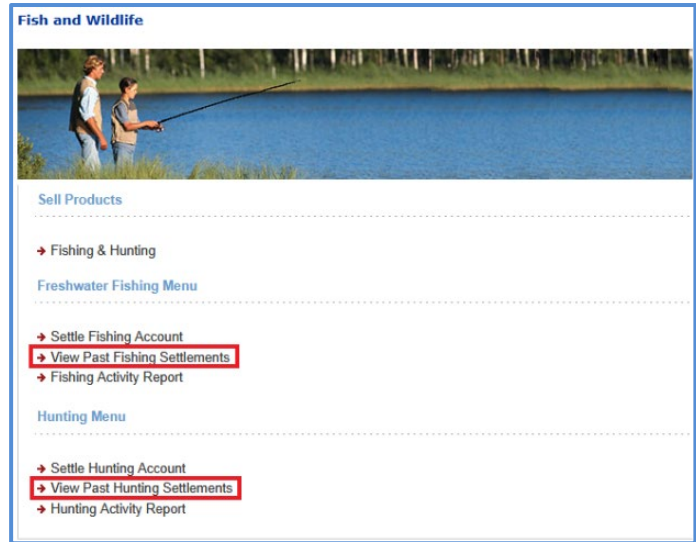 Fish and Wildlife
Sell Products
Fishing & Hunting
Freshwater Fishing Menu
Settle Fishing Account
View Past Fishing Settlements
Fishing Activity Report
Hunting Menu
Settle Hunting Account
View Past Hunting Settlements
Hunting Activity Report